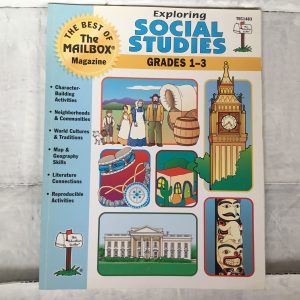 THE BEST OF
The
MAILBOX®
Magazine
Exploring
SOCIAL
STUDIES
GRADES 1–3
TEC1463
• Character-
Building
Activities
• Neighborhoods
& Communities
• World Cultures
& Traditions
• Map &
Geography
Skills
• Literature
Connections
• Reproducible
Activities